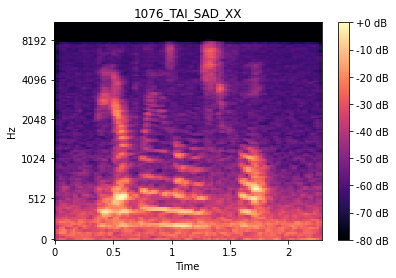 1076_TAI_SAD_XX
+0 dB
8192
-10 dB
4096
-20 dB
-30 dB
2048
Hz
-40 dB
1024
-50 dB
512
-60 dB
-70 dB
0
-80 dB
0 0.5 1 1.5 2
Time